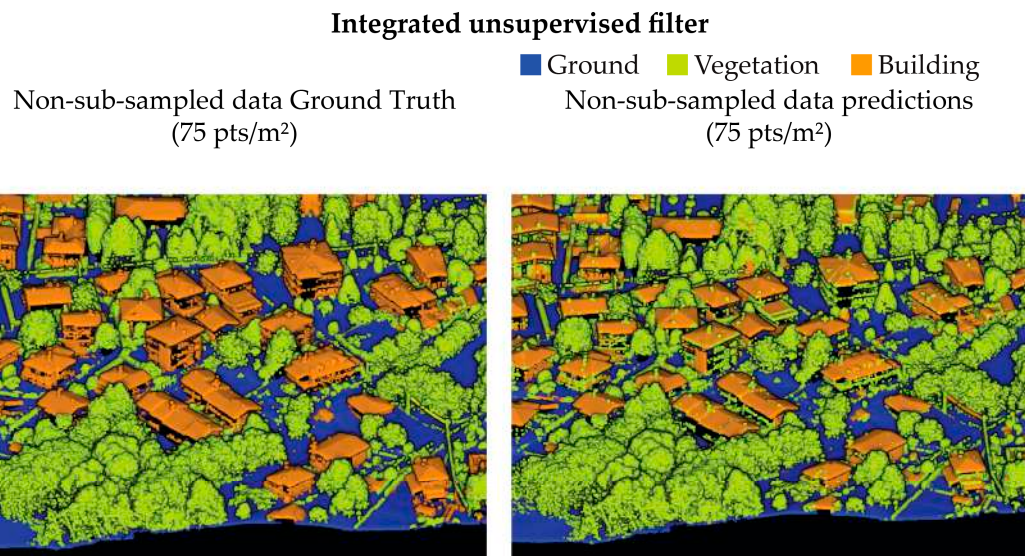 Integrated unsupervised filter
Ground Vegetation Building
Non-sub-sampled data Ground Truth
(75 pts/m²)
Non-sub-sampled data predictions
(75 pts/m²)